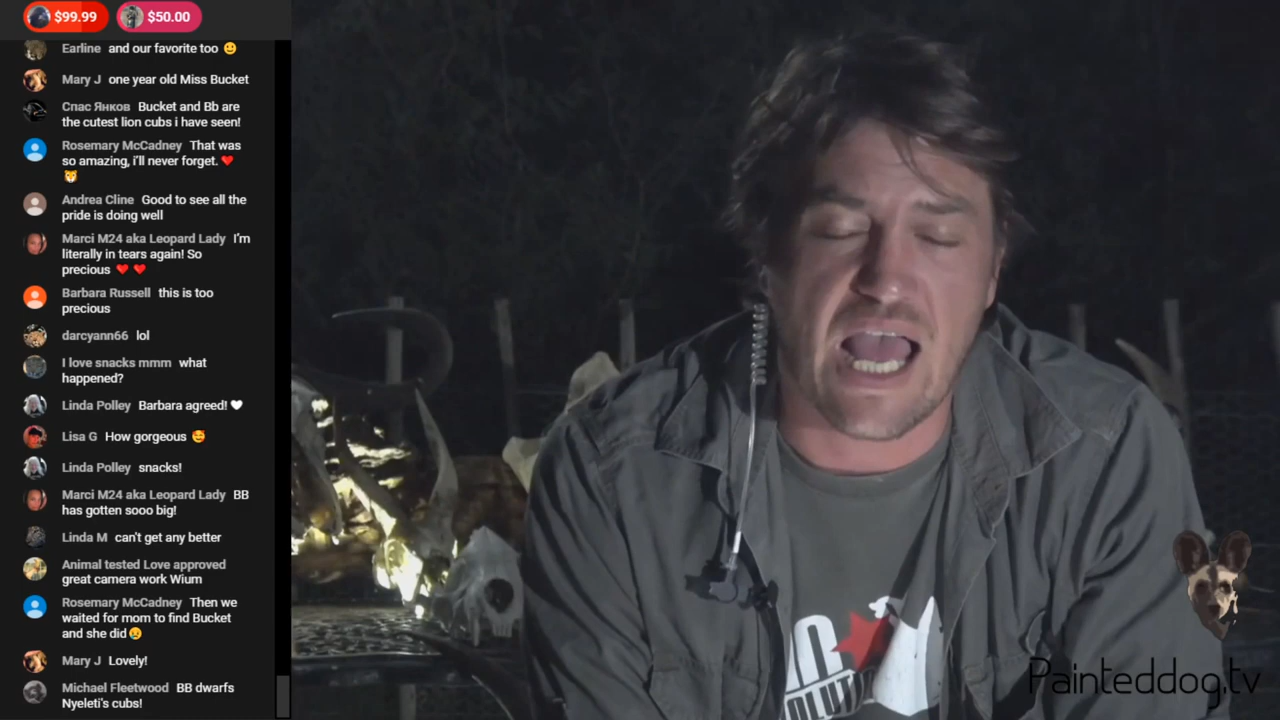 $99.99 $50.00
Earline and our favorite too 🙂
Mary J one year old Miss Bucket
Спас Янков Bucket and Bb are
the cutest lion cubs i have seen!
Rosemary McCadney That was
so amazing, i'll never forget. ❤️
🐯
Andrea Cline Good to see all the
pride is doing well
Marci M24 aka Leopard Lady I'm
literally in tears again! So
precious ❤️ ❤️
Barbara Russell this is too
precious
darcyann66 lol
I love snacks mmm what
happened?
Linda Polley Barbara agreed! 🤍
Lisa G How gorgeous 🥰
Linda Polley snacks!
Marci M24 aka Leopard Lady BB
has gotten sooo big!
Linda M can't get any better
Animal tested Love approved
great camera work Wium
Rosemary McCadney Then we
waited for mom to find Bucket
and she did😥
Mary J Lovely!
Michael Fleetwood BB dwarfs
Nyeleti's cubs!
Painteddog.tv